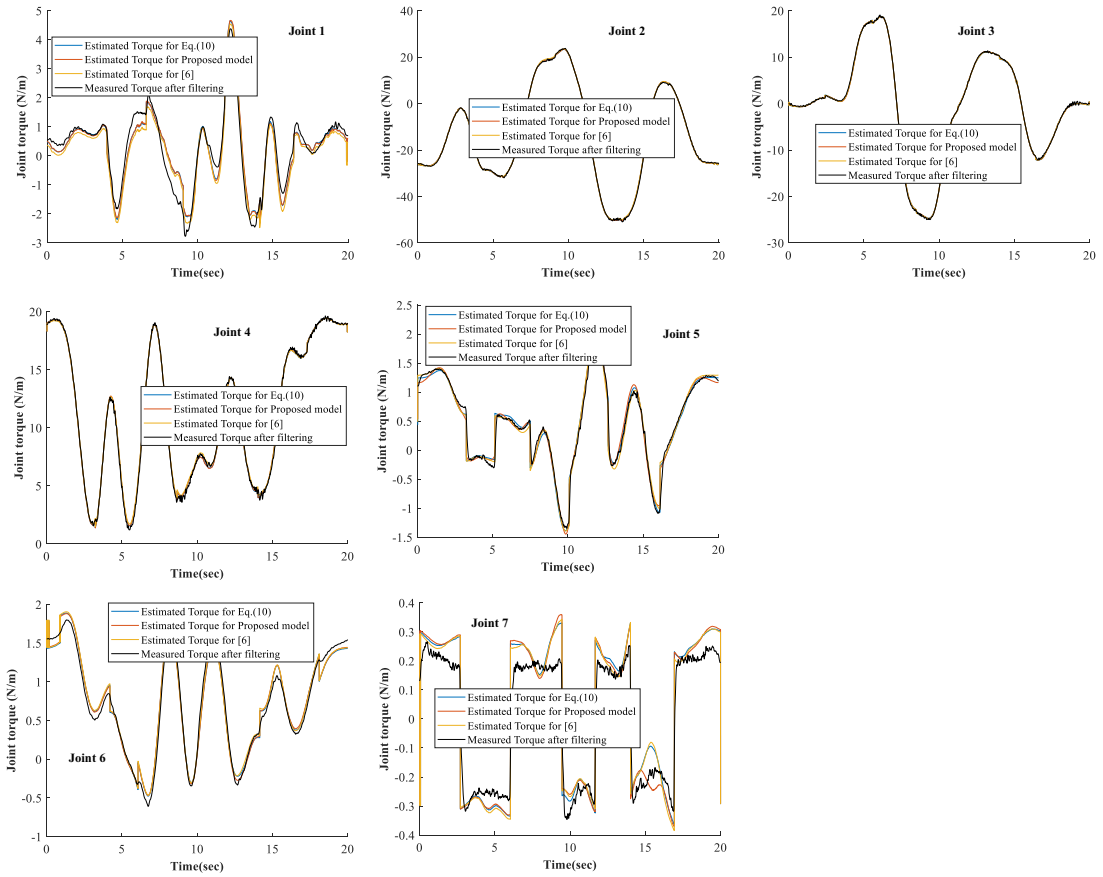 Joint 1
Joint torque (N/m)
5
4
3
2
1
0
-1
-2
-3
Estimated Torque for Eq.(10)
Estimated Torque for Proposed model
Estimated Torque for [6]
Measured Torque after filtering
0 5 10 15 20
Time(sec)
Joint 2
Joint torque (N/m)
40
20
0
-20
-40
-60
Estimated Torque for Eq.(10)
Estimated Torque for Proposed model
Estimated Torque for [6]
Measured Torque after filtering
0 5 10 15 20
Time(sec)
Joint 3
Joint torque (N/m)
20
10
0
-10
-20
-30
Estimated Torque for Eq.(10)
Estimated Torque for Proposed model
Estimated Torque for [6]
Measured Torque after filtering
0 5 10 15 20
Time(sec)
Joint 4
Joint torque (N/m)
20
15
10
5
0
Estimated Torque for Eq.(10)
Estimated Torque for Proposed model
Estimated Torque for [6]
Measured Torque after filtering
0 5 10 15 20
Time(sec)
Joint 5
Joint torque (N/m)
2.5
2
1.5
1
0.5
0
-0.5
-1
-1.5
Estimated Torque for Eq.(10)
Estimated Torque for Proposed model
Estimated Torque for [6]
Measured Torque after filtering
0 5 10 15 20
Time(sec)
Joint 6
Joint torque (N/m)
2
1.5
1
0.5
0
-0.5
-1
Estimated Torque for Eq.(10)
Estimated Torque for Proposed model
Estimated Torque for [6]
Measured Torque after filtering
0 5 10 15 20
Time(sec)
Joint 7
Joint torque (N/m)
0.4
0.3
0.2
0.1
0
-0.1
-0.2
-0.3
-0.4
Estimated Torque for Eq.(10)
Estimated Torque for Proposed model
Estimated Torque for [6]
Measured Torque after filtering
0 5 10 15 20
Time(sec)